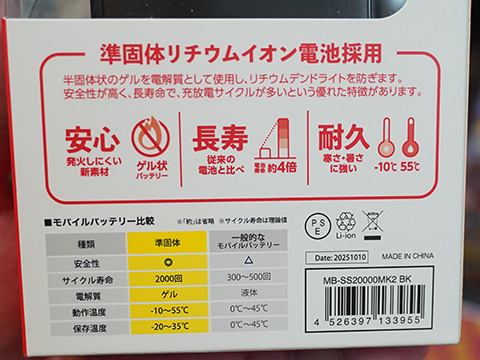 準固体リチウムイオン電池採用
半固体状のゲルを電解質として使用し、リチウムデンドライトを防ぎます。
安全性が高く、長寿命で、充放電サイクルが多いという優れた特徴があります。
安心
発火しにくい
新素材
ゲル状
バッテリー
長寿
従来の
電池と比べ
電池寿命
約4倍
耐久
寒さ・暑さ
に強い
-10℃ 55℃
■モバイルバッテリー比較 ※「約」は省略 ※サイクル寿命は理論値
種類 準固体 一般的な
モバイルバッテリー
安全性 ◎ △
サイクル寿命 2000回 300〜500回
電解質 ゲル 液体
動作温度 -10〜55℃ 0℃〜45℃
保存温度 -20〜35℃ 0℃〜45℃
PSE
Li-ion
Date: 20251010 MADE IN CHINA
MB-SS20000MK2 BK
4 526397 133955